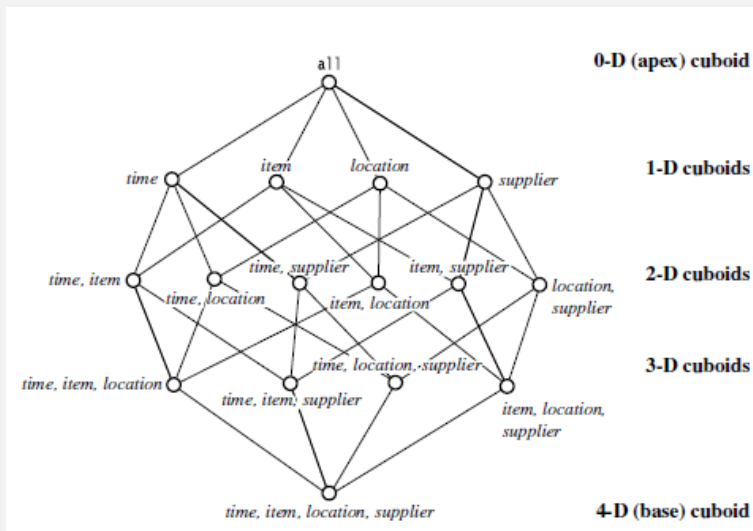 all
0-D (apex) cuboid
time
item
location
supplier
1-D cuboids
time, item
time, location
time, supplier
item, location
item, supplier
location,
supplier
2-D cuboids
time, item, location
time, item, supplier
time, location, supplier
item, location,
supplier
3-D cuboids
time, item, location, supplier
4-D (base) cuboid